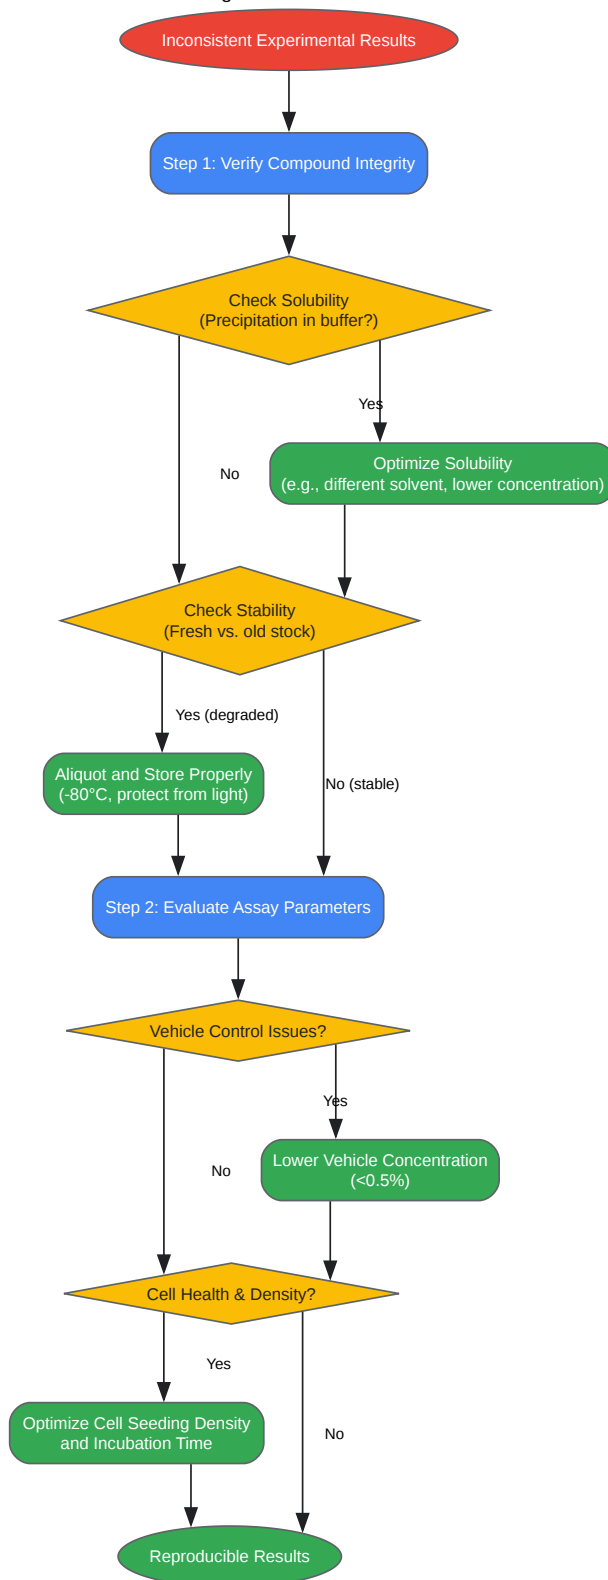 Inconsistent Experimental Results
Step 1: Verify Compound Integrity
Check Solubility
(Precipitation in buffer?)
Yes
Optimize Solubility
(e.g., different solvent, lower concentration)
No
Check Stability
(Fresh vs. old stock)
Yes (degraded)
Aliquot and Store Properly
(-80°C, protect from light)
No (stable)
Step 2: Evaluate Assay Parameters
Vehicle Control Issues?
Yes
Lower Vehicle Concentration
(<0.5%)
No
Cell Health & Density?
Yes
Optimize Cell Seeding Density
and Incubation Time
No
Reproducible Results